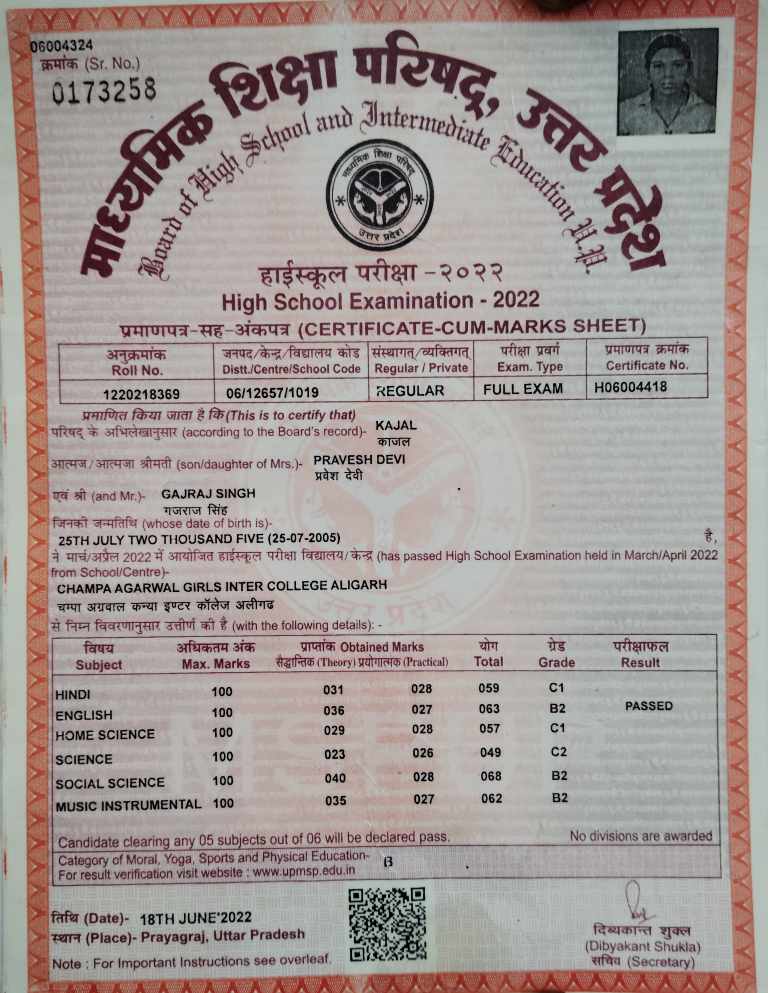 06004324
क्रमांक (Sr. No.)
0173258
माध्यमिक शिक्षा परिषद्, उत्तर प्रदेश
Board of High School and Intermediate Education U.P.
माध्यमिक शिक्षा परिषद्
उत्तर प्रदेश
हाईस्कूल परीक्षा -२०२२
High School Examination - 2022
प्रमाणपत्र-सह-अंकपत्र (CERTIFICATE-CUM-MARKS SHEET)
अनुक्रमांक जनपद/केन्द्र/विद्यालय कोड संस्थागत/व्यक्तिगत परीक्षा प्रवर्ग प्रमाणपत्र क्रमांक
Roll No. Distt./Centre/School Code Regular / Private Exam. Type Certificate No.
1220218369 06/12657/1019 REGULAR FULL EXAM H06004418
प्रमाणित किया जाता है कि(This is to certify that)
परिषद् के अभिलेखानुसार (according to the Board's record)- KAJAL
काजल
आत्मज/आत्मजा श्रीमती (son/daughter of Mrs.)- PRAVESH DEVI
प्रवेश देवी
एवं श्री (and Mr.)- GAJRAJ SINGH
गजराज सिंह
जिनकी जन्मतिथि (whose date of birth is)-
25TH JULY TWO THOUSAND FIVE (25-07-2005) है,
ने मार्च/अप्रैल 2022 में आयोजित हाईस्कूल परीक्षा विद्यालय/केन्द्र (has passed High School Examination held in March/April 2022
from School/Centre)-
CHAMPA AGARWAL GIRLS INTER COLLEGE ALIGARH
चम्पा अग्रवाल कन्या इण्टर कॉलेज अलीगढ
से निम्न विवरणानुसार उत्तीर्ण की है (with the following details): -
विषय अधिकतम अंक प्राप्तांक Obtained Marks योग ग्रेड परीक्षाफल
Subject Max. Marks सैद्धान्तिक (Theory) प्रयोगात्मक (Practical) Total Grade Result
HINDI 100 031 028 059 C1
ENGLISH 100 036 027 063 B2 PASSED
HOME SCIENCE 100 029 028 057 C1
SCIENCE 100 023 026 049 C2
SOCIAL SCIENCE 100 040 028 068 B2
MUSIC INSTRUMENTAL 100 035 027 062 B2
Candidate clearing any 05 subjects out of 06 will be declared pass. No divisions are awarded
Category of Moral, Yoga, Sports and Physical Education- B
For result verification visit website : www.upmsp.edu.in
तिथि (Date)- 18TH JUNE'2022
स्थान (Place)- Prayagraj, Uttar Pradesh
Note : For Important Instructions see overleaf.
दिब्यकान्त शुक्ल
(Dibyakant Shukla)
सचिव (Secretary)